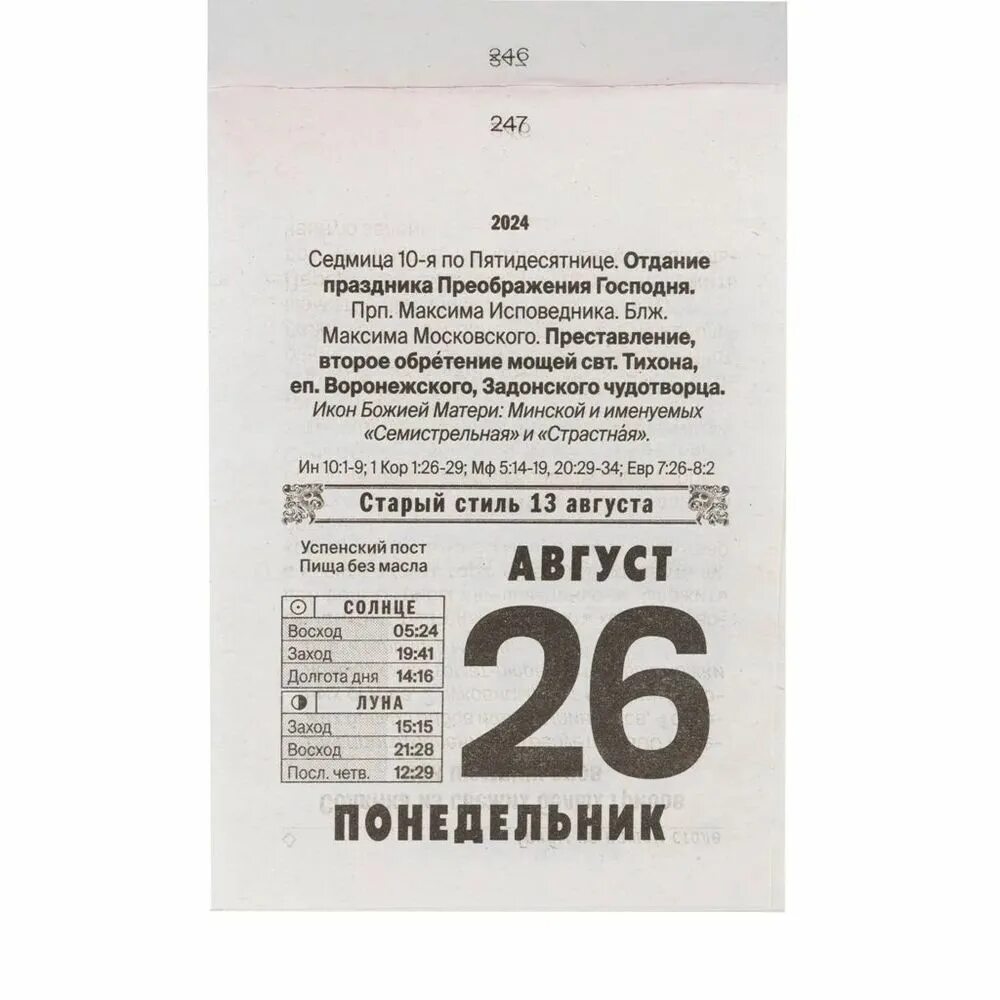 246
247
2024
Седмица 10-я по Пятидесятнице. Отдание
праздника Преображения Господня.
Прп. Максима Исповедника. Блж.
Максима Московского. Преставление,
второе обре́тение мощей свт. Тихона,
еп. Воронежского, Задонского чудотворца.
Икон Божией Матери: Минской и именуемых
«Семистрельная» и «Страстна́я».
Ин 10:1-9; 1 Кор 1:26-29; Мф 5:14-19, 20:29-34; Евр 7:26-8:2
Старый стиль 13 августа
Успенский пост
Пища без масла
АВГУСТ
СОЛНЦЕ
Восход 05:24
Заход 19:41
Долгота дня 14:16
ЛУНА
Заход 15:15
Восход 21:28
Посл. четв. 12:29
26
ПОНЕДЕЛЬНИК